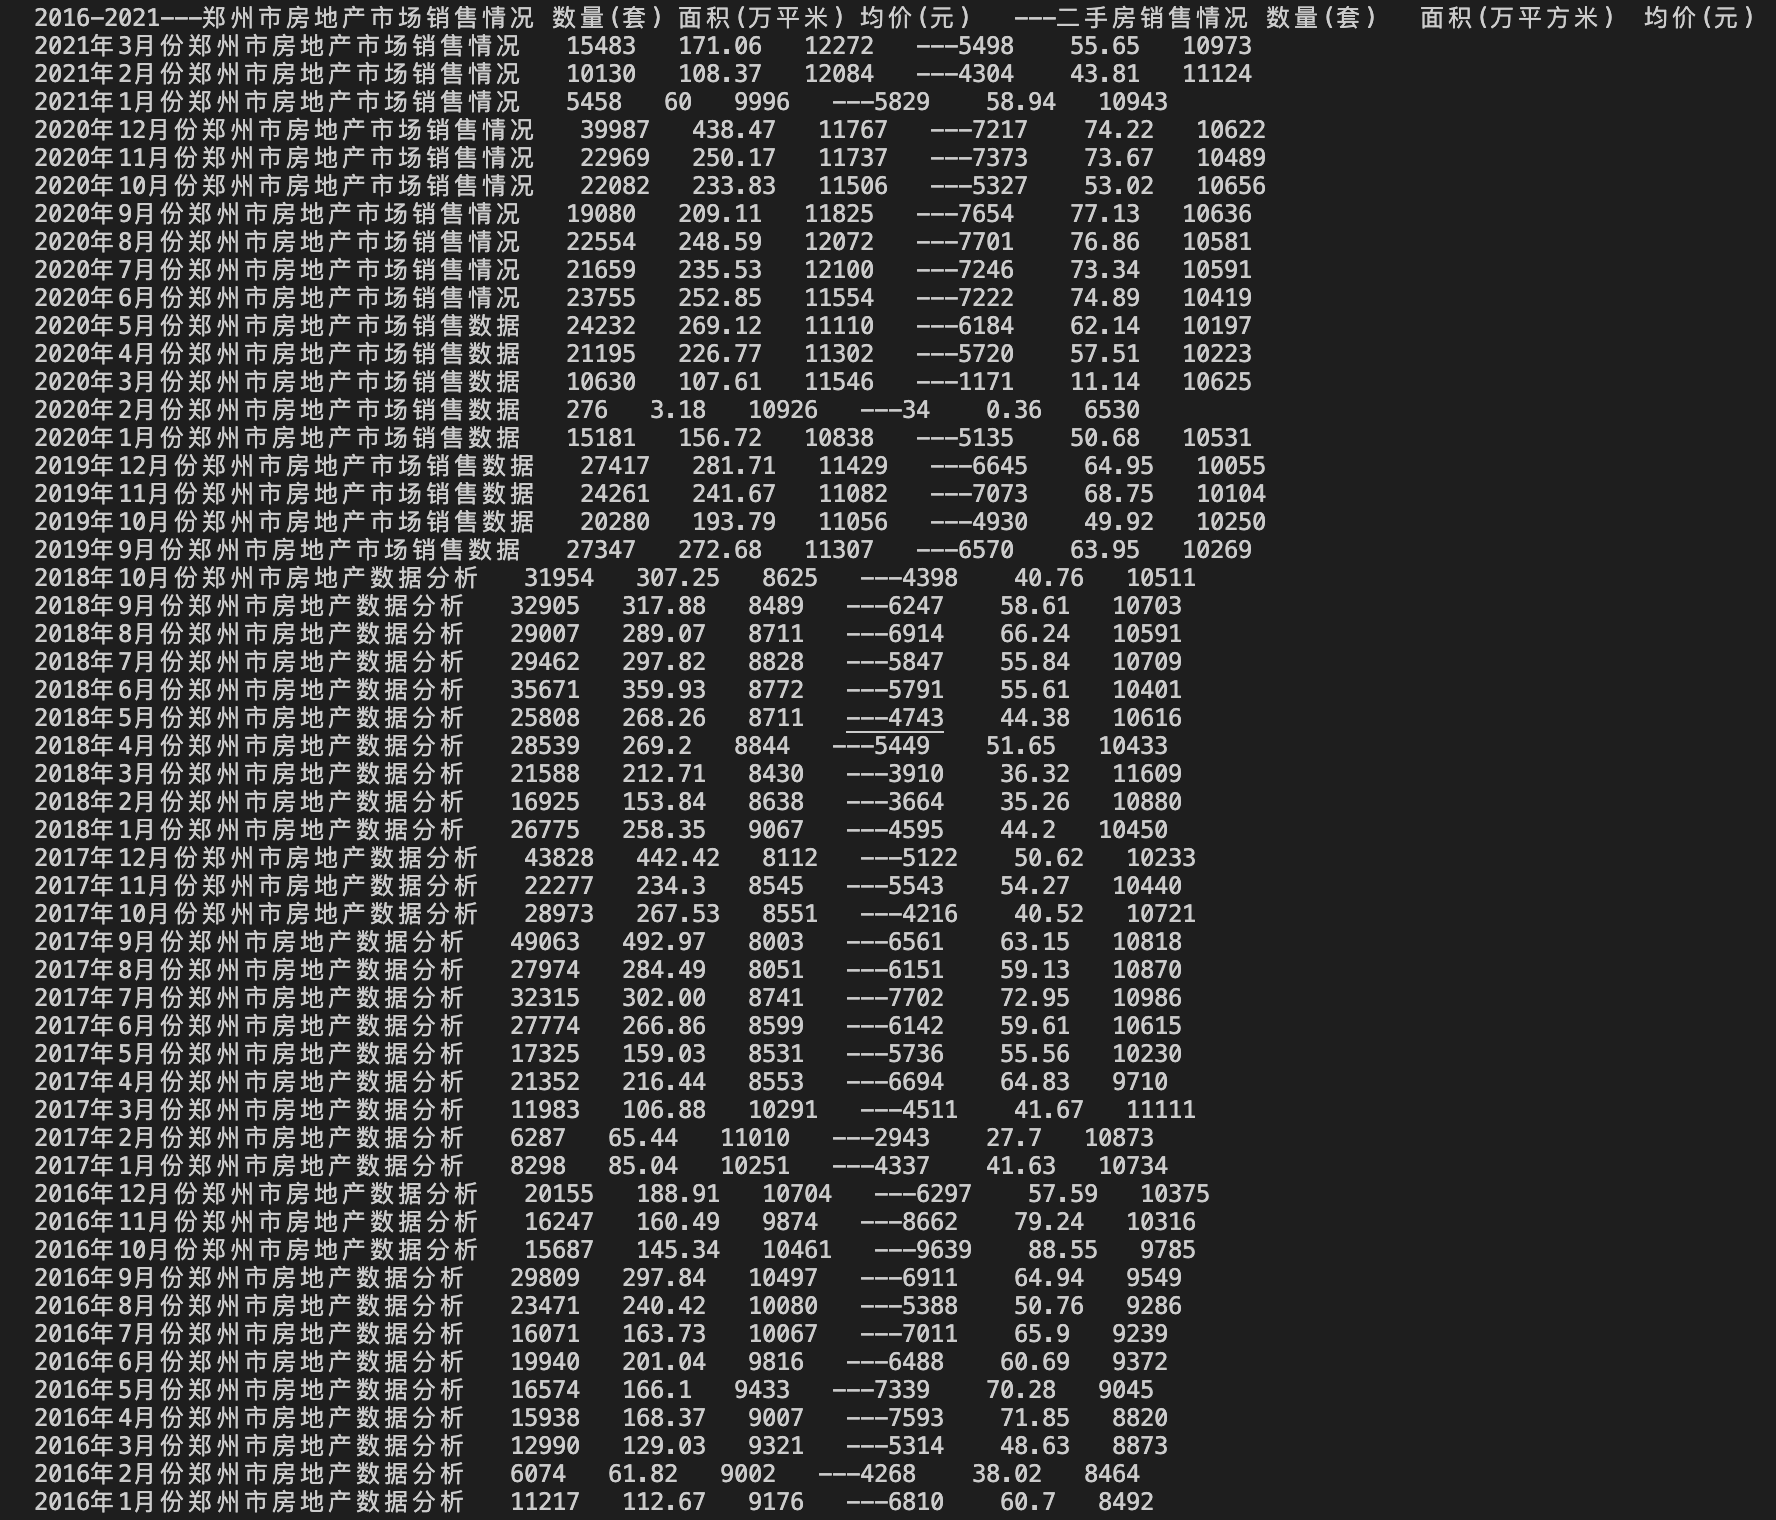 2016-2021---郑州市房地产市场销售情况 数量(套) 面积(万平米) 均价(元)   ---二手房销售情况 数量(套)   面积(万平方米)  均价(元)
2021年3月份郑州市房地产市场销售情况   15483   171.06   12272   ---5498    55.65   10973
2021年2月份郑州市房地产市场销售情况   10130   108.37   12084   ---4304    43.81   11124
2021年1月份郑州市房地产市场销售情况   5458   60   9996   ---5829    58.94   10943
2020年12月份郑州市房地产市场销售情况   39987   438.47   11767   ---7217    74.22   10622
2020年11月份郑州市房地产市场销售情况   22969   250.17   11737   ---7373    73.67   10489
2020年10月份郑州市房地产市场销售情况   22082   233.83   11506   ---5327    53.02   10656
2020年9月份郑州市房地产市场销售情况   19080   209.11   11825   ---7654    77.13   10636
2020年8月份郑州市房地产市场销售情况   22554   248.59   12072   ---7701    76.86   10581
2020年7月份郑州市房地产市场销售情况   21659   235.53   12100   ---7246    73.34   10591
2020年6月份郑州市房地产市场销售情况   23755   252.85   11554   ---7222    74.89   10419
2020年5月份郑州市房地产市场销售数据   24232   269.12   11110   ---6184    62.14   10197
2020年4月份郑州市房地产市场销售数据   21195   226.77   11302   ---5720    57.51   10223
2020年3月份郑州市房地产市场销售数据   10630   107.61   11546   ---1171    11.14   10625
2020年2月份郑州市房地产市场销售数据   276   3.18   10926   ---34    0.36   6530
2020年1月份郑州市房地产市场销售数据   15181   156.72   10838   ---5135    50.68   10531
2019年12月份郑州市房地产市场销售数据   27417   281.71   11429   ---6645    64.95   10055
2019年11月份郑州市房地产市场销售数据   24261   241.67   11082   ---7073    68.75   10104
2019年10月份郑州市房地产市场销售数据   20280   193.79   11056   ---4930    49.92   10250
2019年9月份郑州市房地产市场销售数据   27347   272.68   11307   ---6570    63.95   10269
2018年10月份郑州市房地产数据分析   31954   307.25   8625   ---4398    40.76   10511
2018年9月份郑州市房地产数据分析   32905   317.88   8489   ---6247    58.61   10703
2018年8月份郑州市房地产数据分析   29007   289.07   8711   ---6914    66.24   10591
2018年7月份郑州市房地产数据分析   29462   297.82   8828   ---5847    55.84   10709
2018年6月份郑州市房地产数据分析   35671   359.93   8772   ---5791    55.61   10401
2018年5月份郑州市房地产数据分析   25808   268.26   8711   ---4743    44.38   10616
2018年4月份郑州市房地产数据分析   28539   269.2   8844   ---5449    51.65   10433
2018年3月份郑州市房地产数据分析   21588   212.71   8430   ---3910    36.32   11609
2018年2月份郑州市房地产数据分析   16925   153.84   8638   ---3664    35.26   10880
2018年1月份郑州市房地产数据分析   26775   258.35   9067   ---4595    44.2   10450
2017年12月份郑州市房地产数据分析   43828   442.42   8112   ---5122    50.62   10233
2017年11月份郑州市房地产数据分析   22277   234.3   8545   ---5543    54.27   10440
2017年10月份郑州市房地产数据分析   28973   267.53   8551   ---4216    40.52   10721
2017年9月份郑州市房地产数据分析   49063   492.97   8003   ---6561    63.15   10818
2017年8月份郑州市房地产数据分析   27974   284.49   8051   ---6151    59.13   10870
2017年7月份郑州市房地产数据分析   32315   302.00   8741   ---7702    72.95   10986
2017年6月份郑州市房地产数据分析   27774   266.86   8599   ---6142    59.61   10615
2017年5月份郑州市房地产数据分析   17325   159.03   8531   ---5736    55.56   10230
2017年4月份郑州市房地产数据分析   21352   216.44   8553   ---6694    64.83   9710
2017年3月份郑州市房地产数据分析   11983   106.88   10291   ---4511    41.67   11111
2017年2月份郑州市房地产数据分析   6287   65.44   11010   ---2943    27.7   10873
2017年1月份郑州市房地产数据分析   8298   85.04   10251   ---4337    41.63   10734
2016年12月份郑州市房地产数据分析   20155   188.91   10704   ---6297    57.59   10375
2016年11月份郑州市房地产数据分析   16247   160.49   9874   ---8662    79.24   10316
2016年10月份郑州市房地产数据分析   15687   145.34   10461   ---9639    88.55   9785
2016年9月份郑州市房地产数据分析   29809   297.84   10497   ---6911    64.94   9549
2016年8月份郑州市房地产数据分析   23471   240.42   10080   ---5388    50.76   9286
2016年7月份郑州市房地产数据分析   16071   163.73   10067   ---7011    65.9   9239
2016年6月份郑州市房地产数据分析   19940   201.04   9816   ---6488    60.69   9372
2016年5月份郑州市房地产数据分析   16574   166.1   9433   ---7339    70.28   9045
2016年4月份郑州市房地产数据分析   15938   168.37   9007   ---7593    71.85   8820
2016年3月份郑州市房地产数据分析   12990   129.03   9321   ---5314    48.63   8873
2016年2月份郑州市房地产数据分析   6074   61.82   9002   ---4268    38.02   8464
2016年1月份郑州市房地产数据分析   11217   112.67   9176   ---6810    60.7   8492